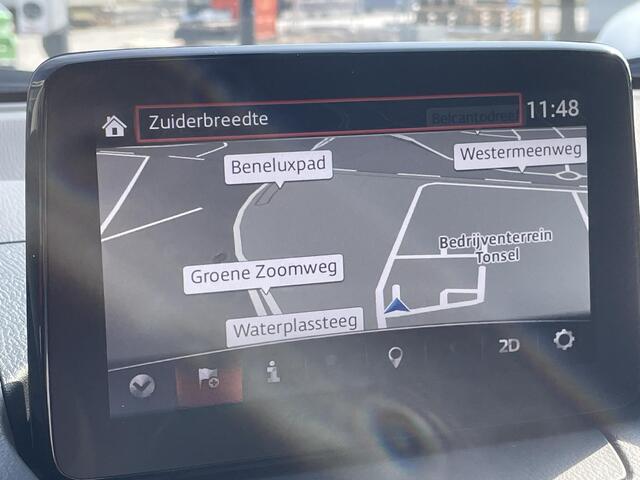 Zuiderbreedte
Belcantodreef
11:48
Beneluxpad
Westermeenweg
Bedrijventerrein
Tonsel
Groene Zoomweg
Waterplassteeg
2D